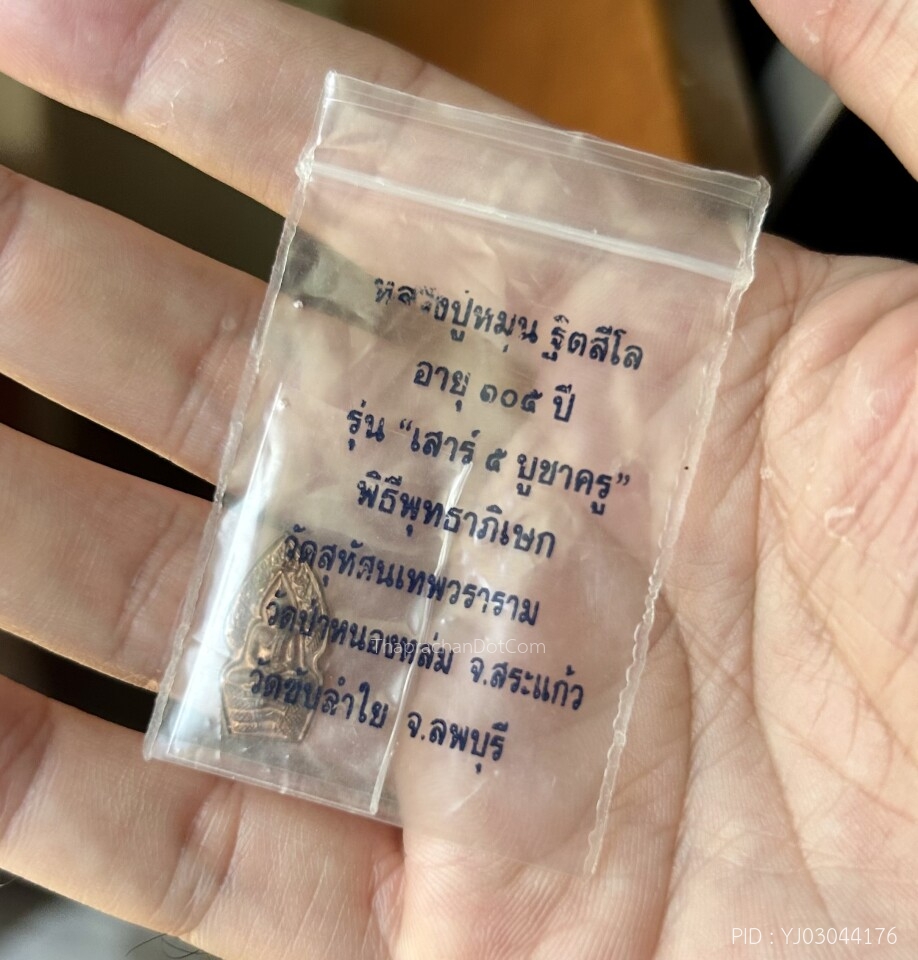 หลวงปู่หมุน ฐิตสีโล
อายุ ๑๐๕ ปี
รุ่น “เสาร์ ๕ บูชาครู”
พิธีพุทธาภิเษก
วัดสุทัศนเทพวราราม
วัดป่าหนองหล่ม จ.สระแก้ว
ThaprachanDotCom
วัดซับลำใย จ.ลพบุรี
PID : YJ03044176